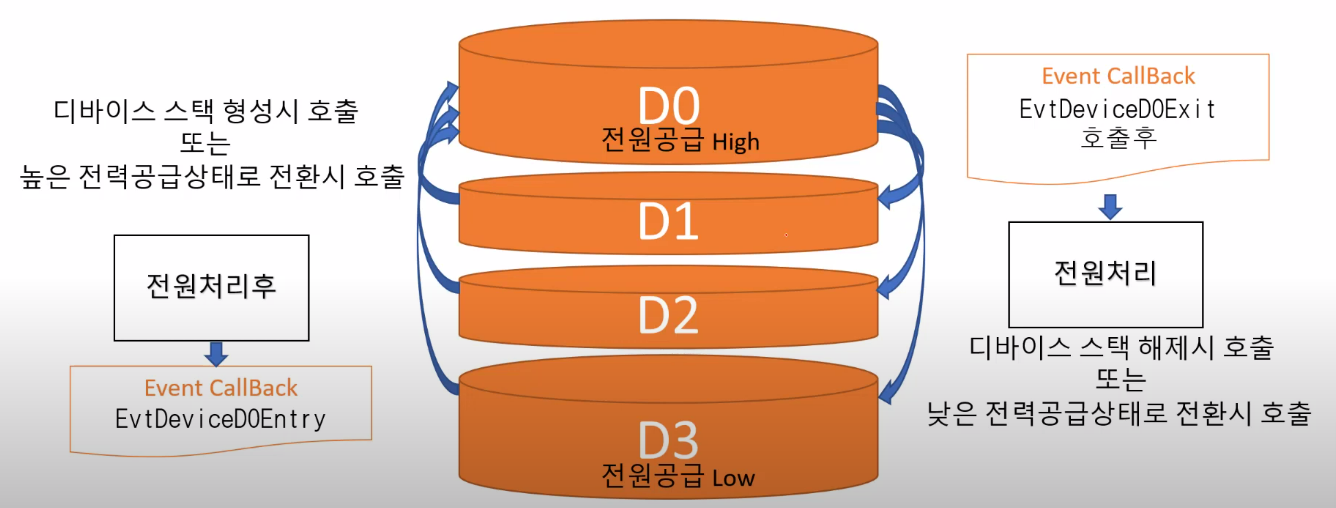 디바이스 스택 형성시 호출
또는
높은 전력공급상태로 전환시 호출
전원처리후
Event CallBack
EvtDeviceD0Entry
D0
전원공급 High
D1
D2
D3
전원공급 Low
Event CallBack
EvtDeviceD0Exit
호출후
전원처리
디바이스 스택 해제시 호출
또는
낮은 전력공급상태로 전환시 호출